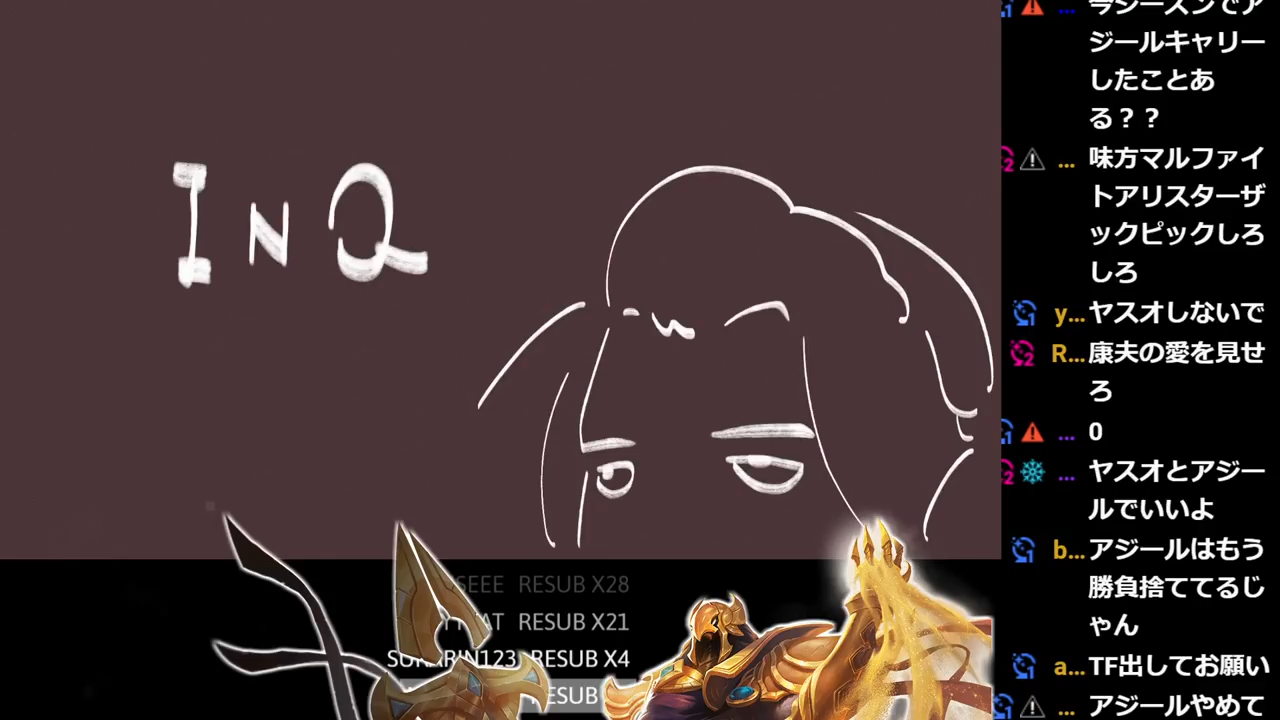 In Q
今シーズンでア
ジールキャリー
したことあ
る？？
味方マルファイ
トアリスターザ
ックピックしろ
しろ
y... ヤスオしないで
R... 康夫の愛を見せ
ろ
... 0
... ヤスオとアジー
ルでいいよ
b... アジールはもう
勝負捨ててるじ
ゃん
a... TF出してお願い
... アジールやめて
RESUB X28
RESUB X21
RESUB X4